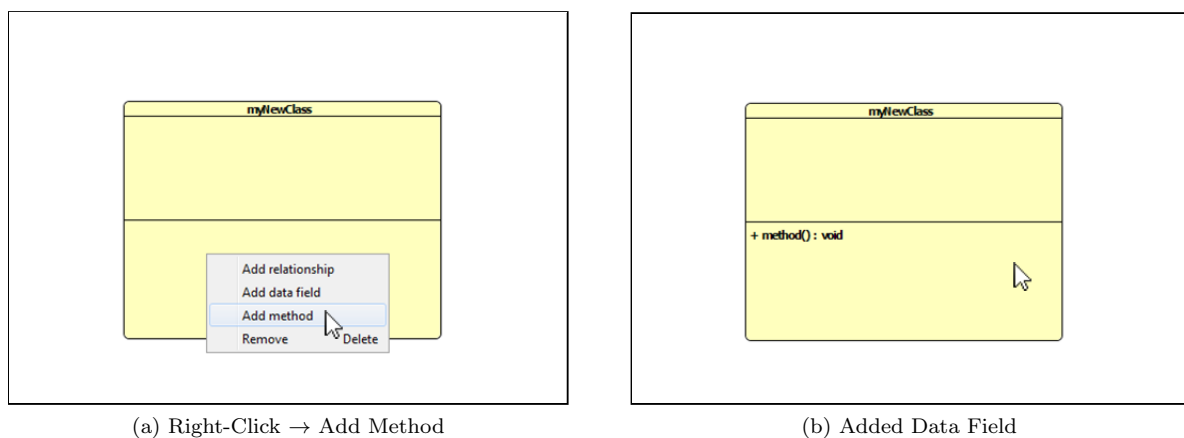 myNewClass
Add relationship
Add data field
Add method
Remove Delete
(a) Right-Click → Add Method
myNewClass
+ method() : void
(b) Added Data Field